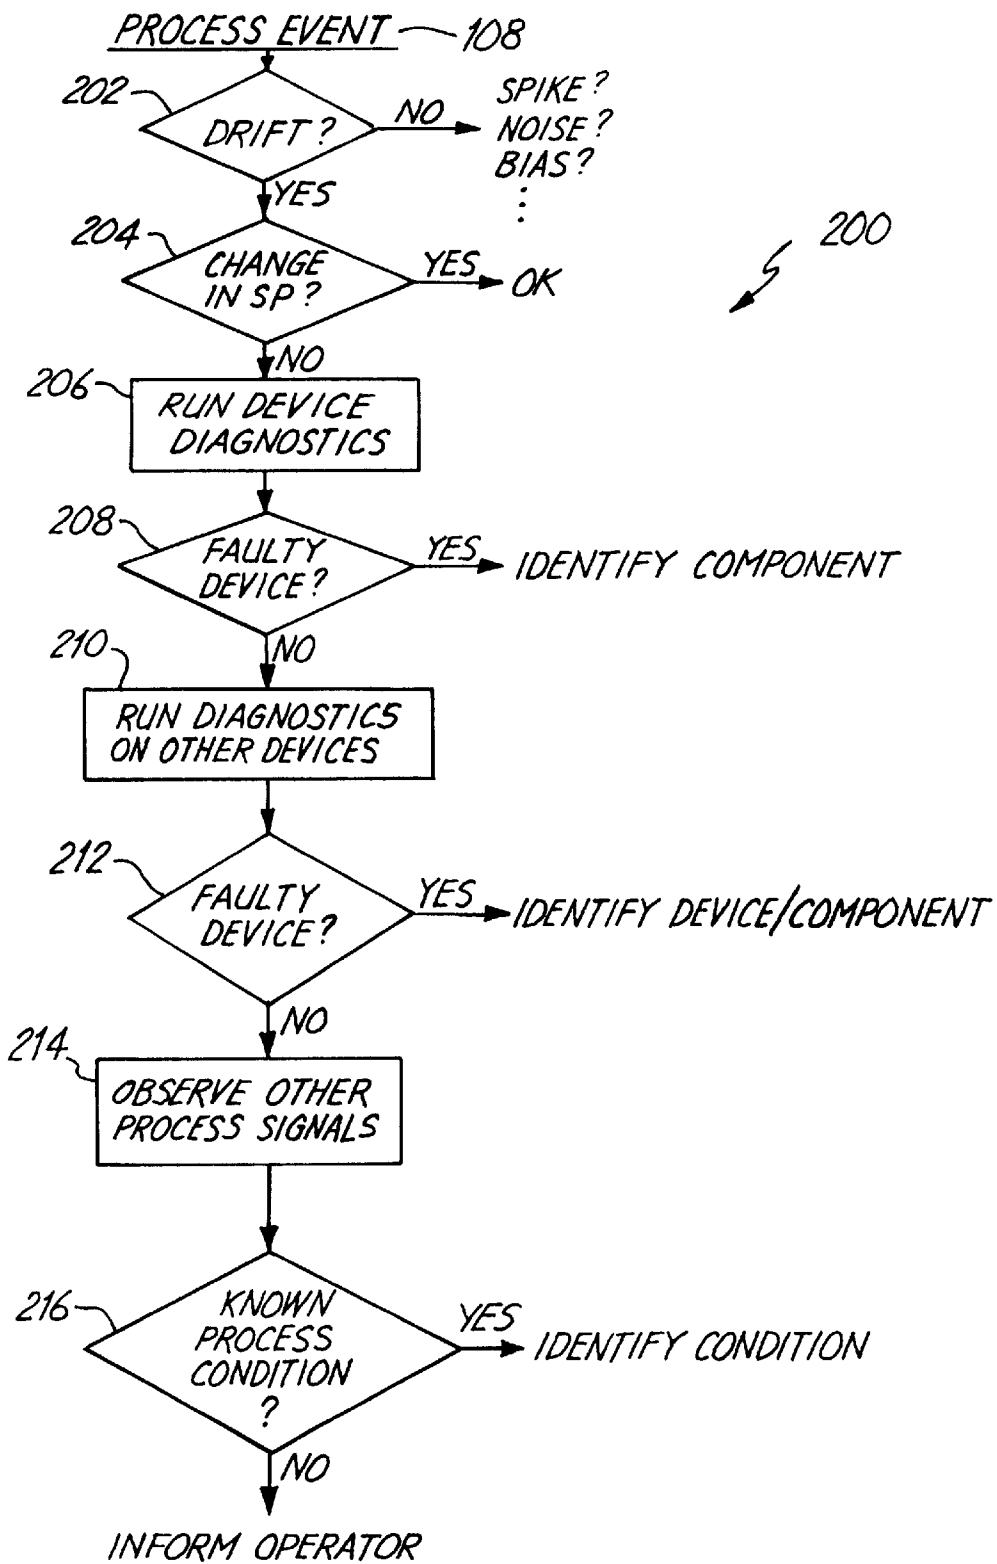 PROCESS EVENT 108
202
DRIFT?
NO
SPIKE?
NOISE?
BIAS?
YES
200
204
CHANGE
IN SP?
YES
OK
NO
206
RUN DEVICE
DIAGNOSTICS
208
FAULTY
DEVICE?
YES
IDENTIFY COMPONENT
NO
210
RUN DIAGNOSTICS
ON OTHER DEVICES
212
FAULTY
DEVICE?
YES
IDENTIFY DEVICE/COMPONENT
NO
214
OBSERVE OTHER
PROCESS SIGNALS
216
KNOWN
PROCESS
CONDITION
?
YES
IDENTIFY CONDITION
NO
INFORM OPERATOR